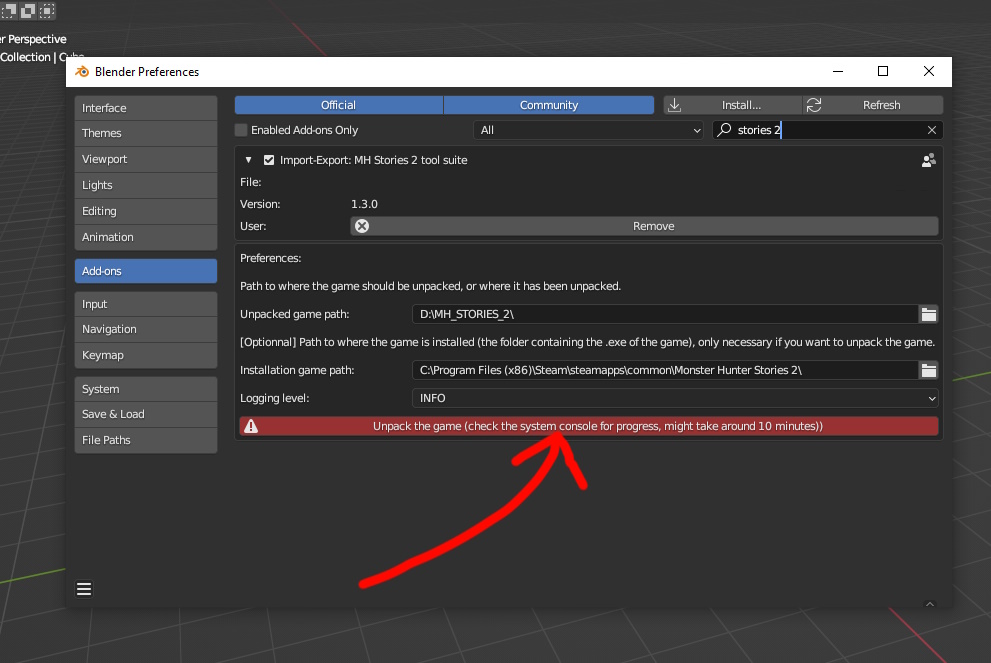 er Perspective
Collection | Cube
Blender Preferences
Interface
Themes
Viewport
Lights
Editing
Animation
Add-ons
Input
Navigation
Keymap
System
Save & Load
File Paths
Official Community Install... Refresh
Enabled Add-ons Only All stories 2
Import-Export: MH Stories 2 tool suite
File:
Version: 1.3.0
User: Remove
Preferences:
Path to where the game should be unpacked, or where it has been unpacked.
Unpacked game path: D:\MH_STORIES_2\
[Optionnal] Path to where the game is installed (the folder containing the .exe of the game), only necessary if you want to unpack the game.
Installation game path: C:\Program Files (x86)\Steam\steamapps\common\Monster Hunter Stories 2\
Logging level: INFO
Unpack the game (check the system console for progress, might take around 10 minutes))